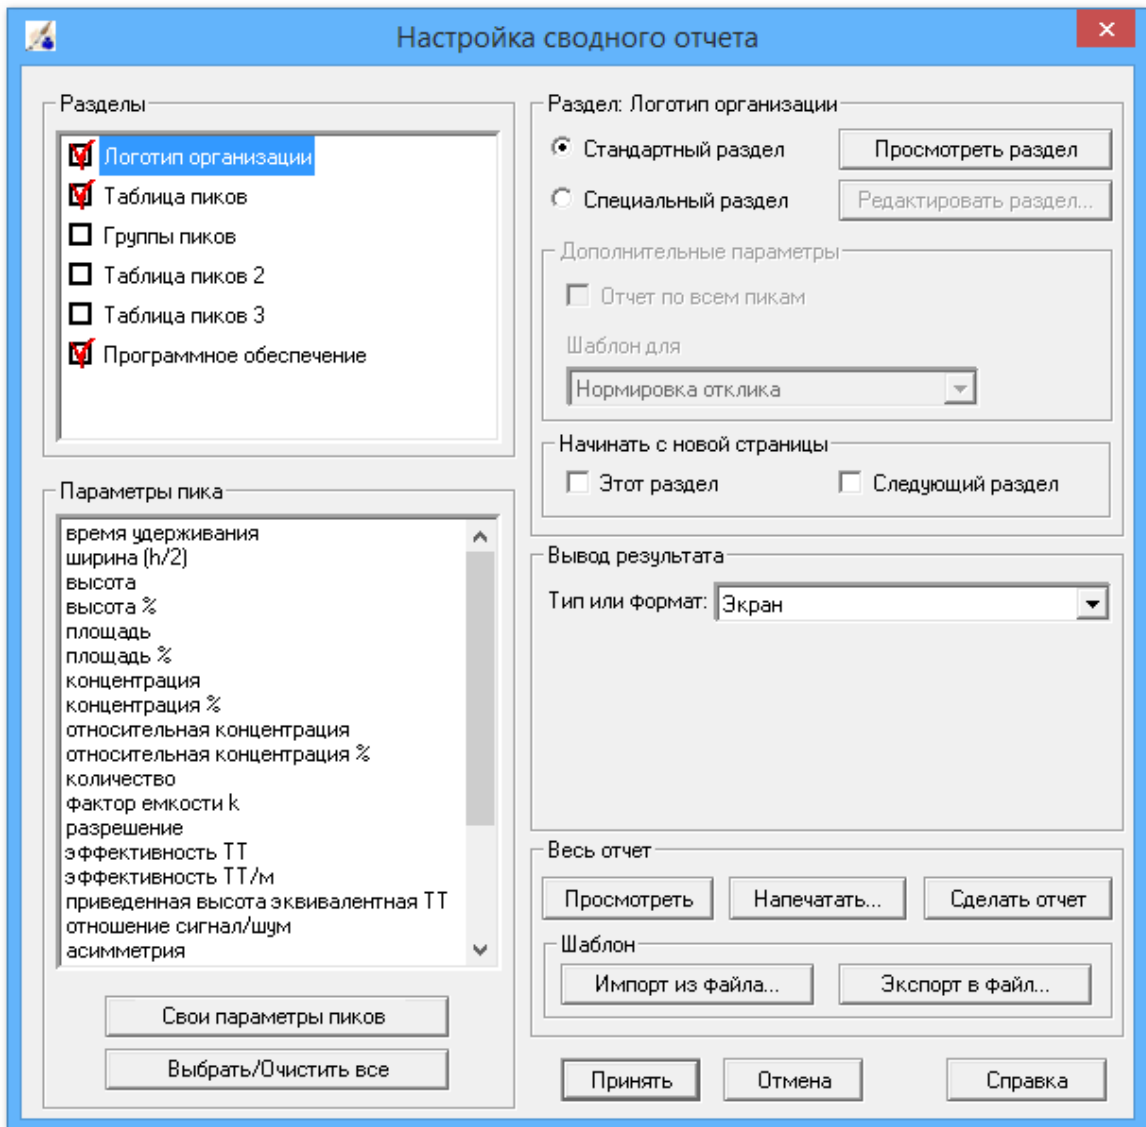 Настройка сводного отчета
Разделы
Логотип организации
Таблица пиков
Группы пиков
Таблица пиков 2
Таблица пиков 3
Программное обеспечение
Параметры пика
время удерживания
ширина (h/2)
высота
высота %
площадь
площадь %
концентрация
концентрация %
относительная концентрация
относительная концентрация %
количество
фактор емкости k
разрешение
эффективность ТТ
эффективность ТТ/м
приведенная высота эквивалентная ТТ
отношение сигнал/шум
асимметрия
Свои параметры пиков
Выбрать/Очистить все
Раздел: Логотип организации
Стандартный раздел
Просмотреть раздел
Специальный раздел
Редактировать раздел...
Дополнительные параметры
Отчет по всем пикам
Шаблон для
Нормировка отклика
Начинать с новой страницы
Этот раздел
Следующий раздел
Вывод результата
Тип или формат: Экран
Весь отчет
Просмотреть
Напечатать...
Сделать отчет
Шаблон
Импорт из файла...
Экспорт в файл...
Принять
Отмена
Справка